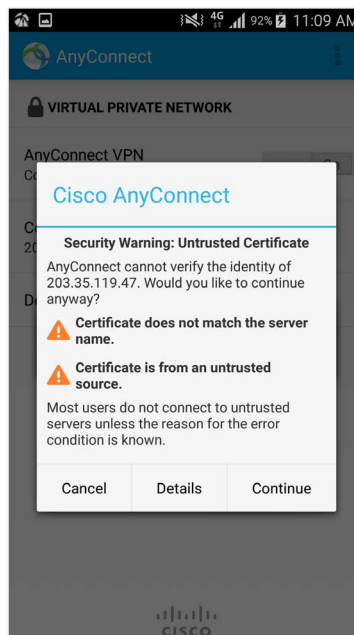 4G 92% 11:09 AM
AnyConnect
VIRTUAL PRIVATE NETWORK
AnyConnect VPN
Cisco AnyConnect
Security Warning: Untrusted Certificate
AnyConnect cannot verify the identity of
203.35.119.47. Would you like to continue
anyway?
Certificate does not match the server
name.
Certificate is from an untrusted
source.
Most users do not connect to untrusted
servers unless the reason for the error
condition is known.
Cancel Details Continue
CISCO